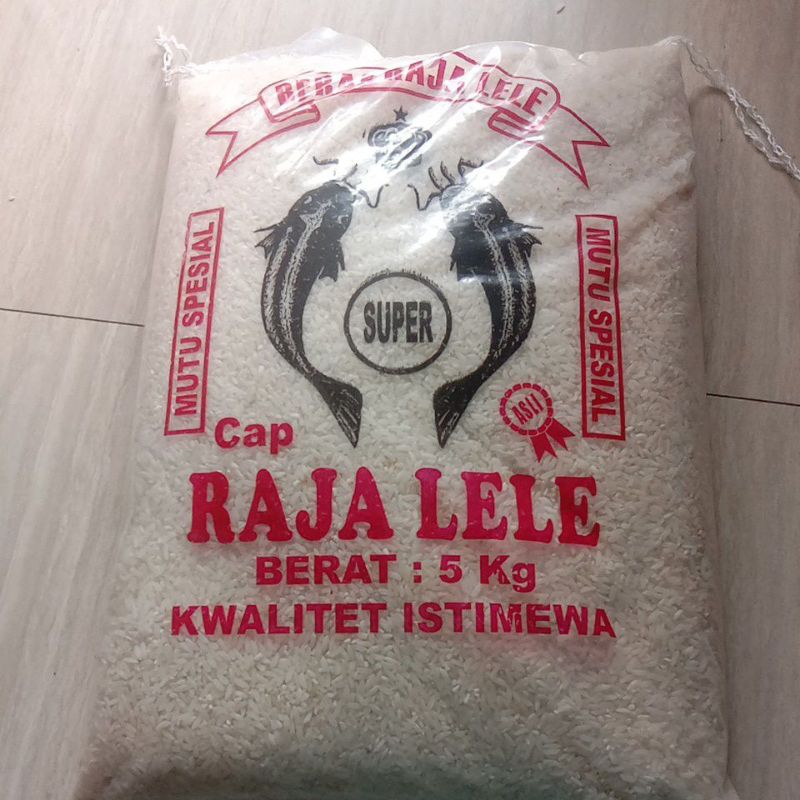 BERAS RAJA LELE
MUTU SPESIAL
SUPER
MUTU SPESIAL
ASLI
Cap
RAJA LELE
BERAT : 5 Kg
KWALITET ISTIMEWA